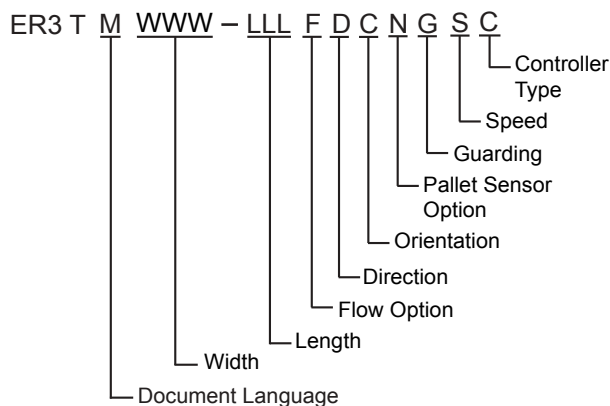 ER3 T M WWW – LLL F D C N G S C
Controller
Type
Speed
Guarding
Pallet Sensor
Option
Orientation
Direction
Flow Option
Length
Width
Document Language